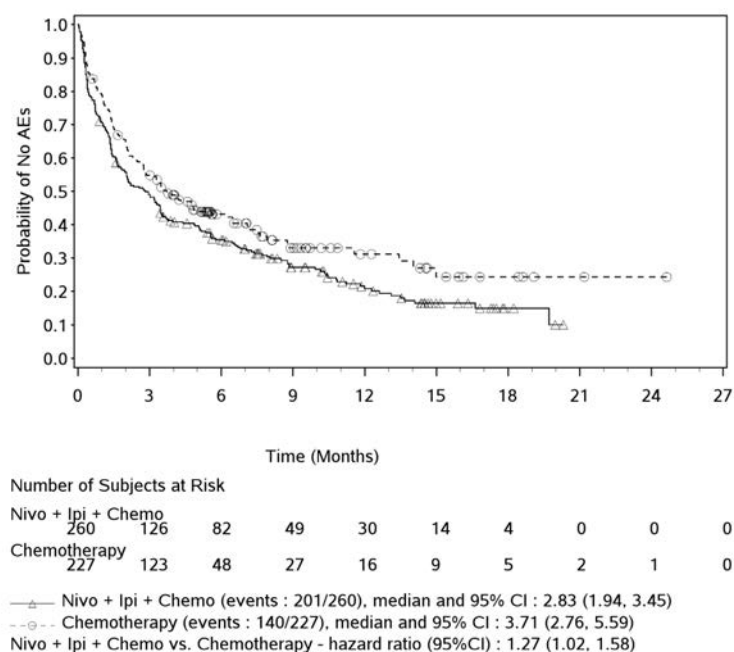 1.0
0.9
0.8
0.7
0.6
0.5
0.4
0.3
0.2
0.1
0.0
Probability of No AEs
0 3 6 9 12 15 18 21 24 27
Time (Months)
Number of Subjects at Risk
Nivo + Ipi + Chemo
260 126 82 49 30 14 4 0 0 0
Chemotherapy
227 123 48 27 16 9 5 2 1 0
Nivo + Ipi + Chemo (events : 201/260), median and 95% CI : 2.83 (1.94, 3.45)
Chemotherapy (events : 140/227), median and 95% CI : 3.71 (2.76, 5.59)
Nivo + Ipi + Chemo vs. Chemotherapy - hazard ratio (95%CI) : 1.27 (1.02, 1.58)